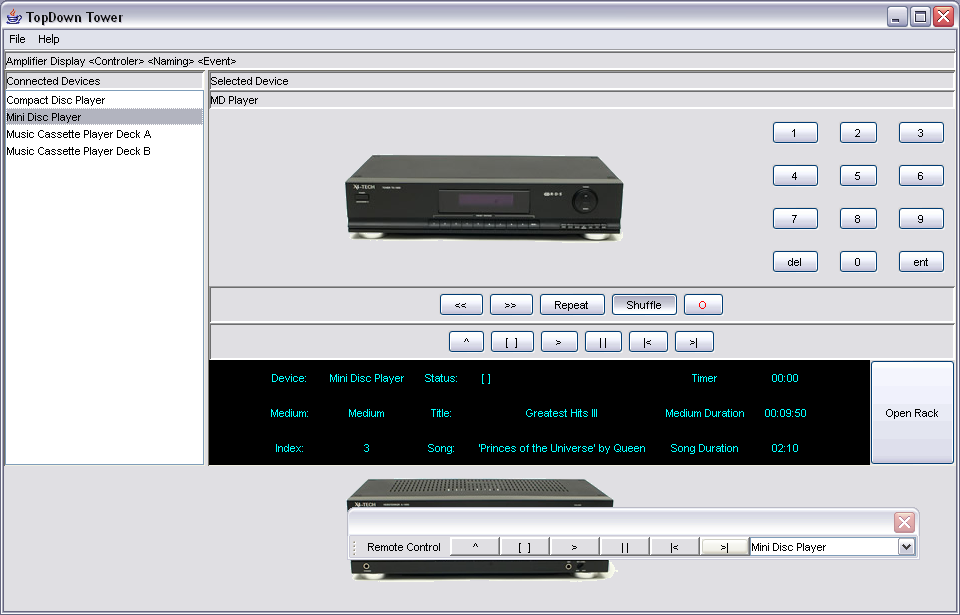 TopDown Tower
File Help
Amplifier Display <Controler> <Naming> <Event>
Connected Devices
Compact Disc Player
Mini Disc Player
Music Cassette Player Deck A
Music Cassette Player Deck B
Selected Device
MD Player
1 2 3
4 5 6
7 8 9
del 0 ent
<< >> Repeat Shuffle O
^ [ ] > || |< >|
Device: Mini Disc Player Status: [ ] Timer 00:00
Medium: Medium Title: Greatest Hits III Medium Duration 00:09:50
Index: 3 Song: 'Princes of the Universe' by Queen Song Duration 02:10
Open Rack
Remote Control ^ [ ] > || |< >| Mini Disc Player